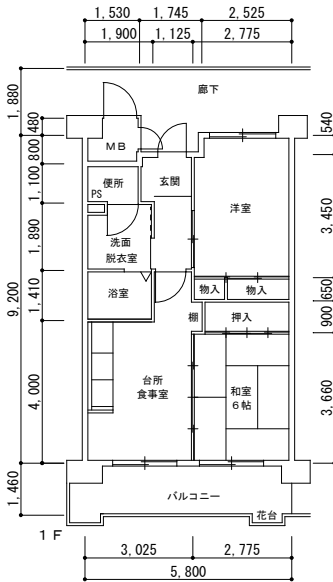 1,530 1,745 2,525
1,900 1,125 2,775
1,880
480
800
1,100
1,890
1,410
4,000
9,200
1,460
540
3,450
650
900
3,660
廊下
MB
玄関
便所
PS
洋室
洗面
脱衣室
浴室
物入 物入
棚 押入
台所
食事室
和室
6帖
バルコニー
花台
1F
3,025 2,775
5,800